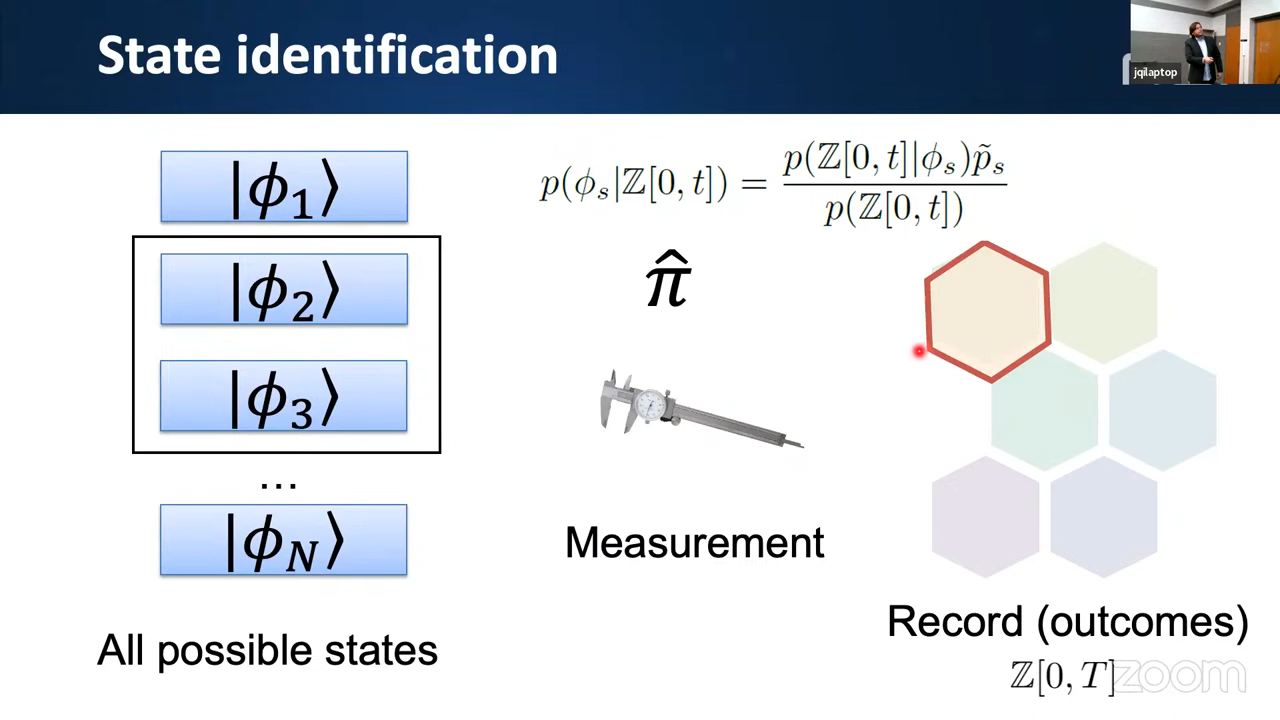 State identification
jqilaptop
|ϕ₁⟩
p(ϕₛ|ℤ[0, t]) = p(ℤ[0, t]|ϕₛ)p̃ₛ / p(ℤ[0, t])
|ϕ₂⟩
π̂
|ϕ₃⟩
...
|ϕ_N⟩
Measurement
All possible states
Record (outcomes)
ℤ[0, T]
zoom